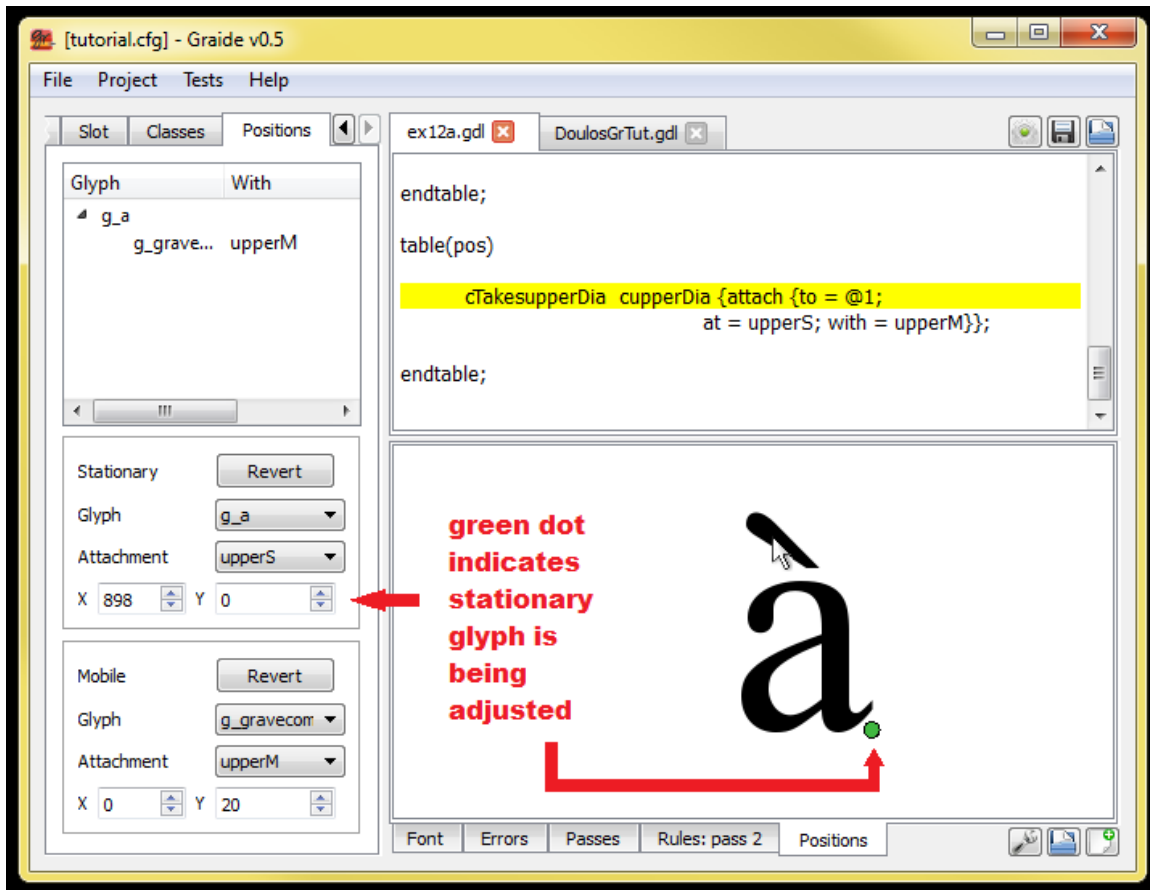 [tutorial.cfg] - Graide v0.5
File Project Tests Help
Slot Classes Positions
Glyph With
g_a
g_grave... upperM
Stationary Revert
Glyph g_a
Attachment upperS
X 898 Y 0
Mobile Revert
Glyph g_gravecom
Attachment upperM
X 0 Y 20
ex12a.gdl DoulosGrTut.gdl
endtable;
table(pos)
cTakesupperDia cupperDia {attach {to = @1;
at = upperS; with = upperM}};
endtable;
green dot
indicates
stationary
glyph is
being
adjusted
à
Font Errors Passes Rules: pass 2 Positions